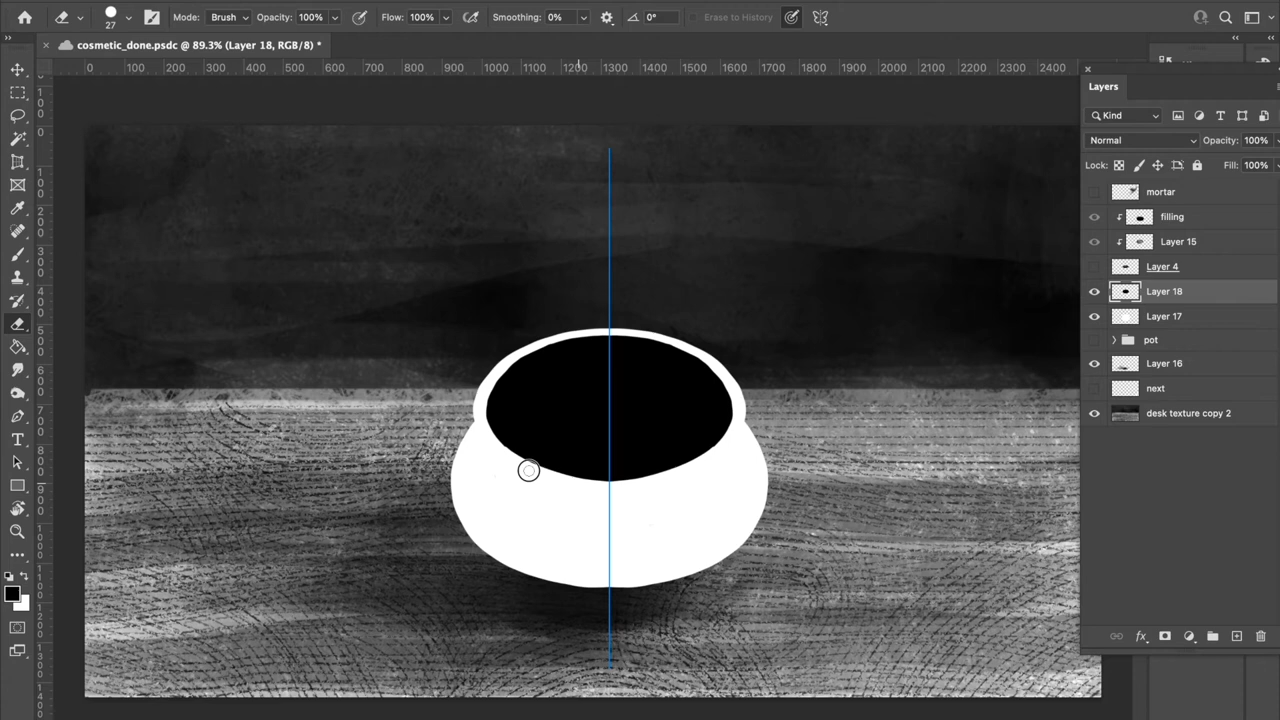 27 Mode: Brush Opacity: 100% Flow: 100% Smoothing: 0% 0° Erase to History
× cosmetic_done.psdc @ 89.3% (Layer 18, RGB/8) *
0 100 200 300 400 500 600 700 800 900 1000 1100 1200 1300 1400 1500 1600 1700 1800 1900 2000 2100 2200 2300 2400
Layers
Kind
Normal Opacity: 100%
Lock: Fill: 100%
mortar
filling
Layer 15
Layer 4
Layer 18
Layer 17
pot
Layer 16
next
desk texture copy 2